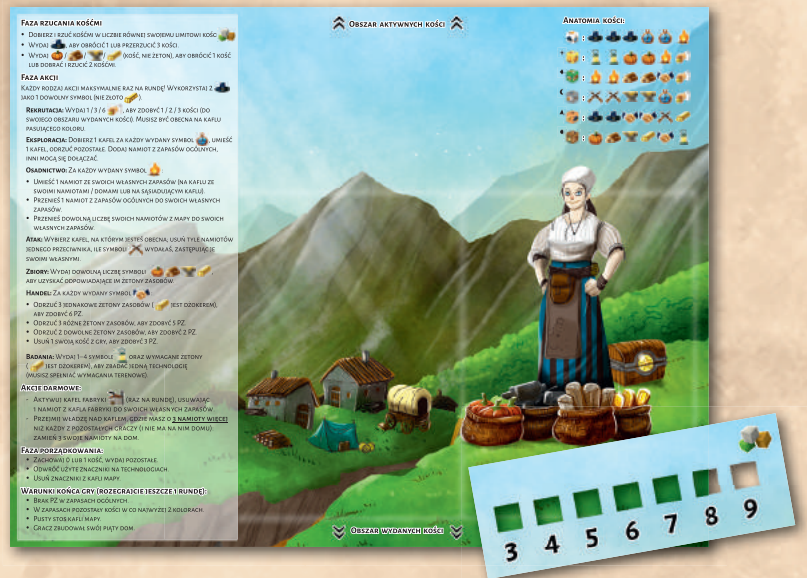 Faza rzucania kośćmi
• Dobierz i rzuć kośćmi w liczbie równej swojemu limitowi kośc
• Wydaj , aby obrócić 1 lub przerzucić 3 kości.
• Wydaj / / / (kość, nie żeton), aby obrócić 1 kość
lub dobrać i rzucić 2 kośćmi.
Faza akcji
Każdy rodzaj akcji maksymalnie raz na rundę! Wykorzystaj 2
jako 1 dowolny symbol (nie złoto ).
Rekrutacja: Wydaj 1 / 3 / 6 , aby zdobyć 1 / 2 / 3 kości (do
swojego obszaru wydanych kości). Musisz być obecna na kaflu
pasującego koloru.
Eksploracja: Dobierz 1 kafel za każdy wydany symbol , umieść
1 kafel, odrzuć pozostałe. Dodaj namiot z zapasów ogólnych,
inni mogą się dołączać.
Osadnictwo: Za każdy wydany symbol :
• Umieść 1 namiot ze swoich własnych zapasów (na kaflu ze
swoimi namiotami / domami lub na sąsiadującym kaflu).
• Przenieś 1 namiot z zapasów ogólnych do swoich własnych
zapasów.
• Przenieś dowolną liczbę swoich namiotów z mapy do swoich
własnych zapasów.
Atak: Wybierz kafel, na którym jesteś obecna; usuń tyle namiotów
jednego przeciwnika, ile symboli wydałaś, zastępując je
swoimi własnymi.
Zbiory: Wydaj dowolną liczbę symboli ,
aby uzyskać odpowiadające im żetony zasobów.
Handel: Za każdy wydany symbol
• Odrzuć 3 jednakowe żetony zasobów ( jest dżokerem),
aby zdobyć 6 PZ.
• Odrzuć 3 różne żetony zasobów, aby zdobyć 5 PZ.
• Odrzuć 2 dowolne żetony zasobów, aby zdobyć 2 PZ.
• Usuń 1 swoją kość z gry, aby zdobyć 3 PZ.
Badania: Wydaj 1–4 symbole oraz wymagane żetony
( jest dżokerem), aby zbadać jedną technologię
(musisz spełniać wymagania terenowe).
Akcje darmowe:
– Aktywuj kafel fabryki (raz na rundę), usuwając
1 namiot z kafla fabryki do swoich własnych zapasów.
– Przejmij władzę nad kaflem, gdzie masz o 3 namioty więcej
niż każdy z pozostałych graczy (i nie ma na nim domu):
zamień 3 swoje namioty na dom.
Faza porządkowania:
• Zachowaj 0 lub 1 kość, wydaj pozostałe.
• Odwróć użyte znaczniki na technologiach.
• Usuń znaczniki z kafli mapy.
Warunki końca gry (rozegrajcie jeszcze 1 rundę):
• Brak PZ w zapasach ogólnych.
• W zapasach pozostały kości w co najwyżej 2 kolorach.
• Pusty stos kafli mapy.
• Gracz zbudował swój piąty dom.
Obszar aktywnych kości
Anatomia kości:
Obszar wydanych kości
3 4 5 6 7 8 9